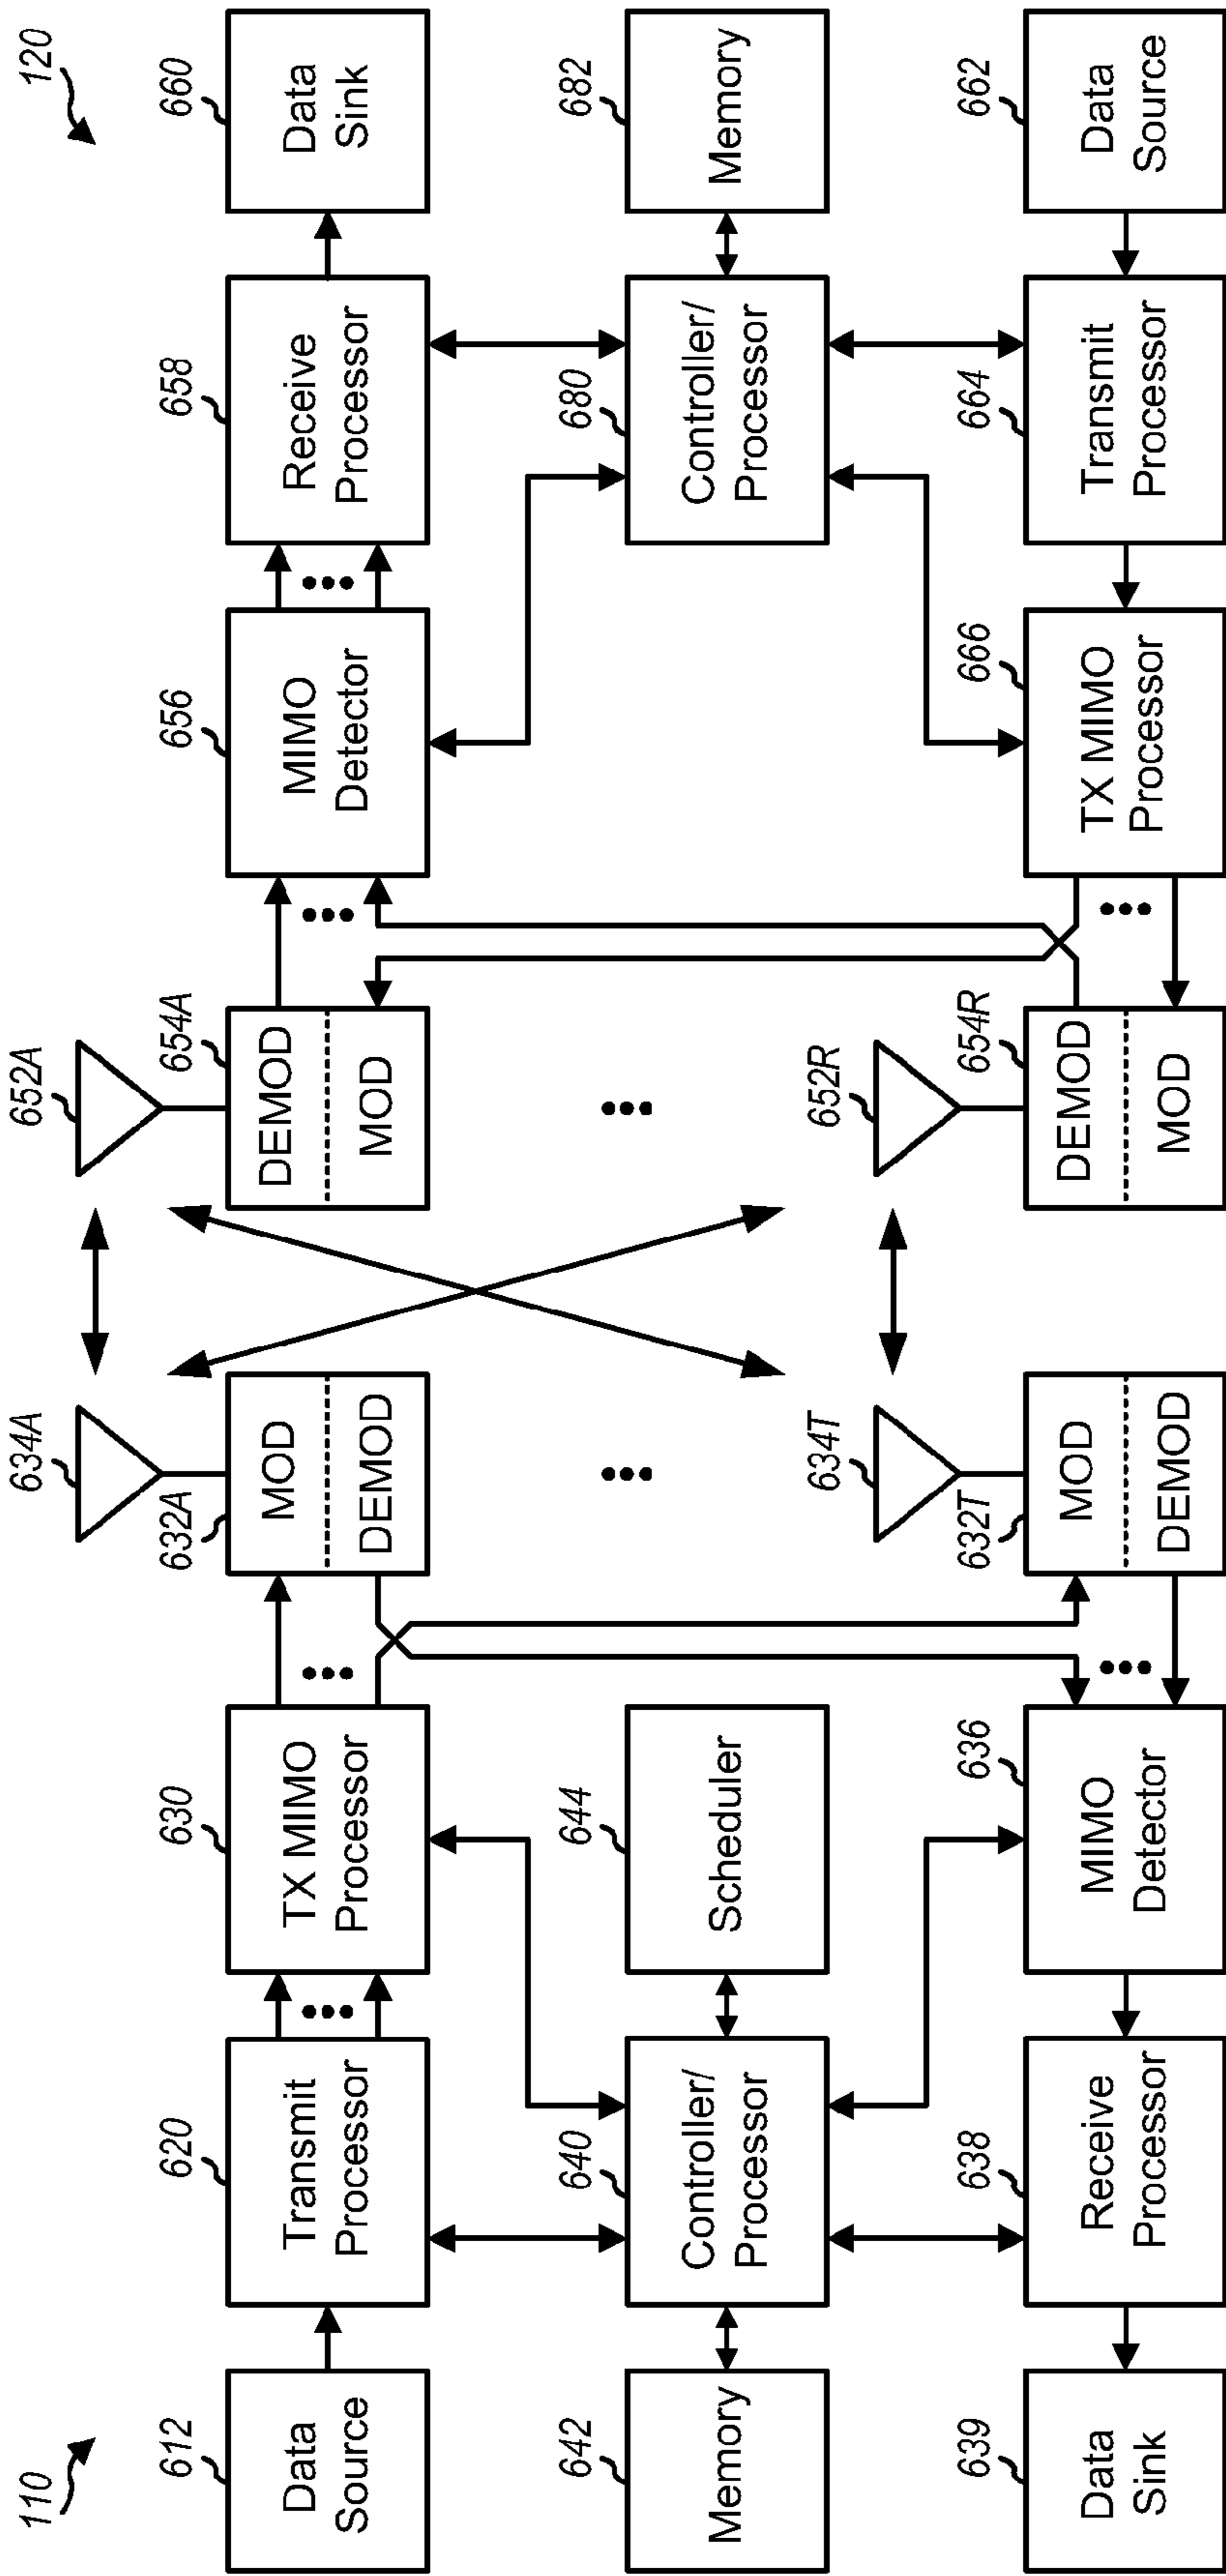 110
120
612
Data
Source
620
Transmit
Processor
630
TX MIMO
Processor
634A
632A
MOD
DEMOD
652A
654A
DEMOD
MOD
656
MIMO
Detector
658
Receive
Processor
660
Data
Sink
642
Memory
640
Controller/
Processor
644
Scheduler
680
Controller/
Processor
682
Memory
639
Data
Sink
638
Receive
Processor
636
MIMO
Detector
634T
632T
MOD
DEMOD
652R
654R
DEMOD
MOD
666
TX MIMO
Processor
664
Transmit
Processor
662
Data
Source